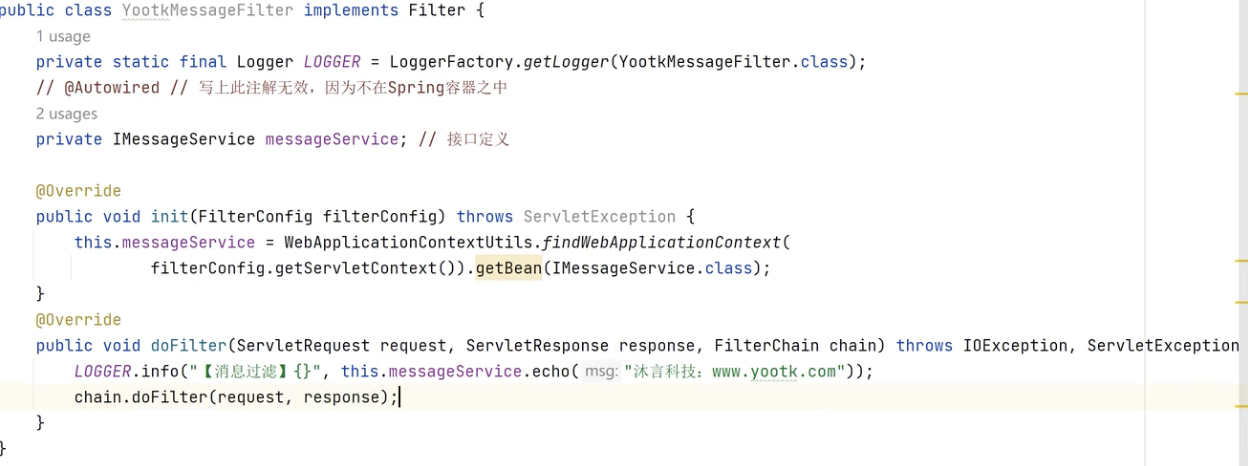 public class YootkMessageFilter implements Filter {
1 usage
private static final Logger LOGGER = LoggerFactory.getLogger(YootkMessageFilter.class);
// @Autowired // 写上此注解无效，因为不在Spring容器之中
2 usages
private IMessageService messageService; // 接口定义
@Override
public void init(FilterConfig filterConfig) throws ServletException {
this.messageService = WebApplicationContextUtils.findWebApplicationContext(
filterConfig.getServletContext()).getBean(IMessageService.class);
}
@Override
public void doFilter(ServletRequest request, ServletResponse response, FilterChain chain) throws IOException, ServletException
LOGGER.info("【消息过滤】{}", this.messageService.echo( msg: "沐言科技：www.yootk.com"));
chain.doFilter(request, response);
}
}